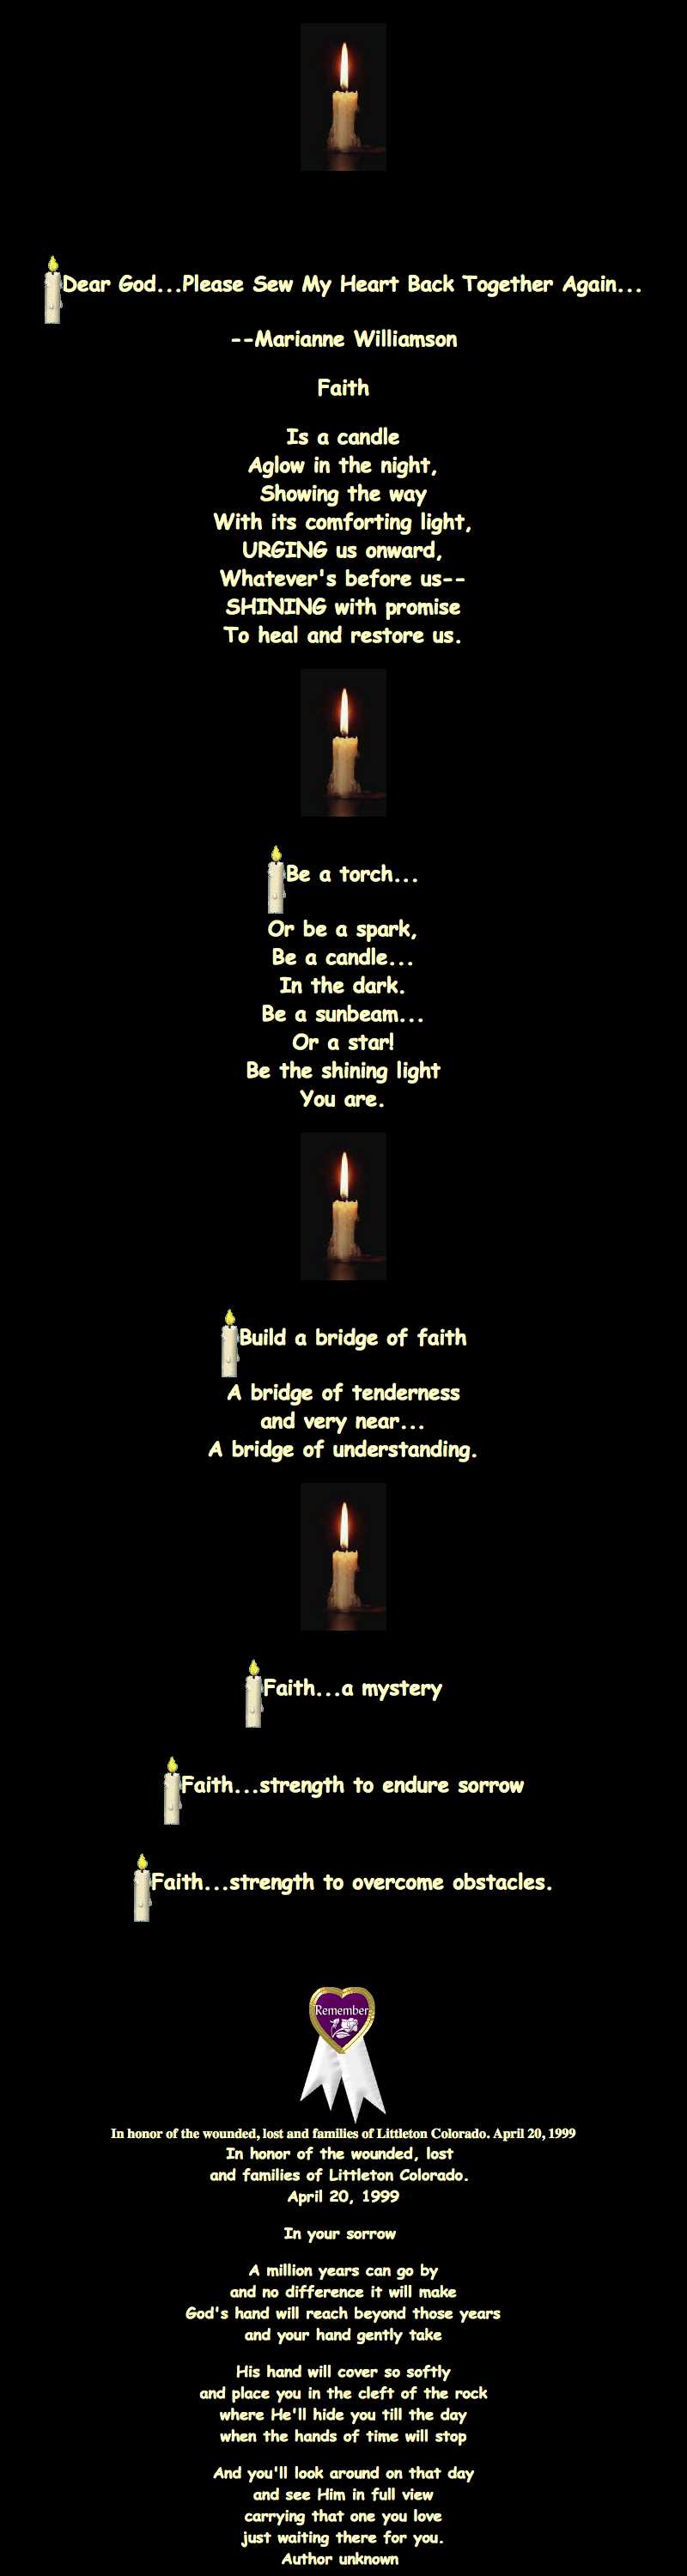 Dear God...Please Sew My Heart Back Together Again...
--Marianne Williamson
Faith
Is a candle
Aglow in the night,
Showing the way
With its comforting light,
URGING us onward,
Whatever's before us--
SHINING with promise
To heal and restore us.
Be a torch...
Or be a spark,
Be a candle...
In the dark.
Be a sunbeam...
Or a star!
Be the shining light
You are.
Build a bridge of faith
A bridge of tenderness
and very near...
A bridge of understanding.
Faith...a mystery
Faith...strength to endure sorrow
Faith...strength to overcome obstacles.
Remember
In honor of the wounded, lost and families of Littleton Colorado. April 20, 1999
In honor of the wounded, lost
and families of Littleton Colorado.
April 20, 1999
In your sorrow
A million years can go by
and no difference it will make
God's hand will reach beyond those years
and your hand gently take
His hand will cover so softly
and place you in the cleft of the rock
where He'll hide you till the day
when the hands of time will stop
And you'll look around on that day
and see Him in full view
carrying that one you love
just waiting there for you.
Author unknown